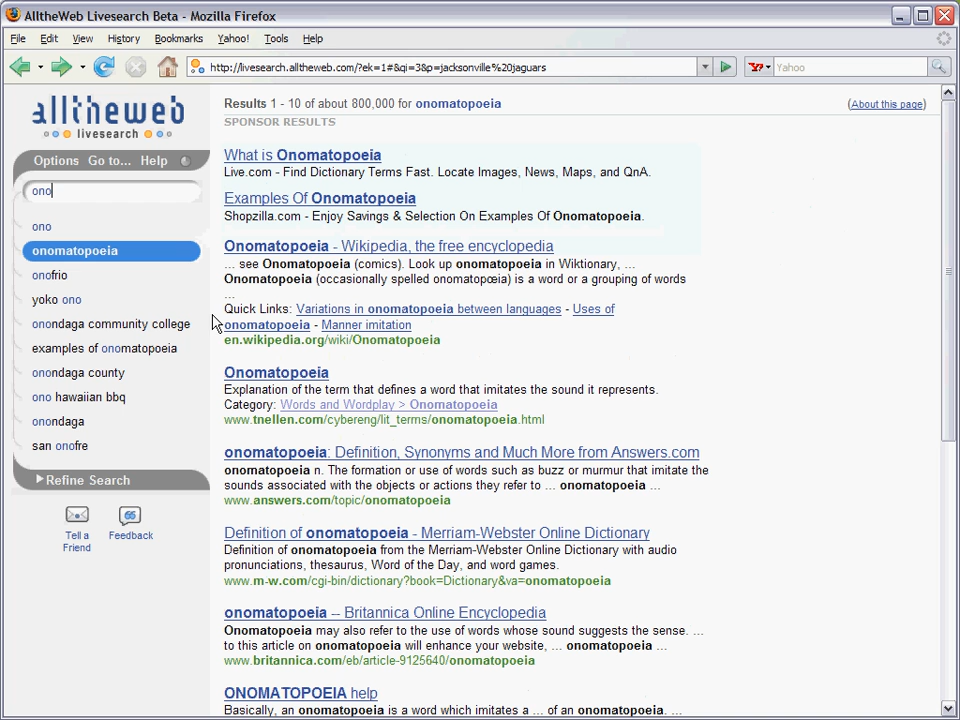 AlltheWeb Livesearch Beta - Mozilla Firefox
File Edit View History Bookmarks Yahoo! Tools Help
http://livesearch.alltheweb.com/?ek=1#&qi=3&p=jacksonville%20jaguars
Y! Yahoo
alltheweb
livesearch
Options Go to... Help
ono
ono
onomatopoeia
onofrio
yoko ono
onondaga community college
examples of onomatopoeia
onondaga county
ono hawaiian bbq
onondaga
san onofre
Refine Search
Tell a
Friend
Feedback
Results 1 - 10 of about 800,000 for onomatopoeia
(About this page)
SPONSOR RESULTS
What is Onomatopoeia
Live.com - Find Dictionary Terms Fast. Locate Images, News, Maps, and QnA.
Examples Of Onomatopoeia
Shopzilla.com - Enjoy Savings & Selection On Examples Of Onomatopoeia.
Onomatopoeia - Wikipedia, the free encyclopedia
... see Onomatopoeia (comics). Look up onomatopoeia in Wiktionary, ...
Onomatopoeia (occasionally spelled onomatopœia) is a word or a grouping of words
...
Quick Links: Variations in onomatopoeia between languages - Uses of
onomatopoeia - Manner imitation
en.wikipedia.org/wiki/Onomatopoeia
Onomatopoeia
Explanation of the term that defines a word that imitates the sound it represents.
Category: Words and Wordplay > Onomatopoeia
www.tnellen.com/cybereng/lit_terms/onomatopoeia.html
onomatopoeia: Definition, Synonyms and Much More from Answers.com
onomatopoeia n. The formation or use of words such as buzz or murmur that imitate the
sounds associated with the objects or actions they refer to ... onomatopoeia ...
www.answers.com/topic/onomatopoeia
Definition of onomatopoeia - Merriam-Webster Online Dictionary
Definition of onomatopoeia from the Merriam-Webster Online Dictionary with audio
pronunciations, thesaurus, Word of the Day, and word games.
www.m-w.com/cgi-bin/dictionary?book=Dictionary&va=onomatopoeia
onomatopoeia -- Britannica Online Encyclopedia
Onomatopoeia may also refer to the use of words whose sound suggests the sense. ...
to this article on onomatopoeia will enhance your website, ... onomatopoeia ...
www.britannica.com/eb/article-9125640/onomatopoeia
ONOMATOPOEIA help
Basically, an onomatopoeia is a word which imitates a ... of an onomatopoeia. ...